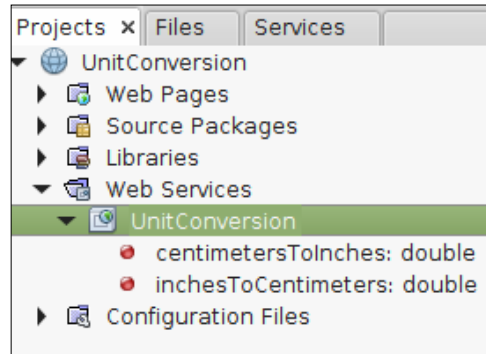 Projects x Files Services
UnitConversion
Web Pages
Source Packages
Libraries
Web Services
UnitConversion
centimetersToInches: double
inchesToCentimeters: double
Configuration Files